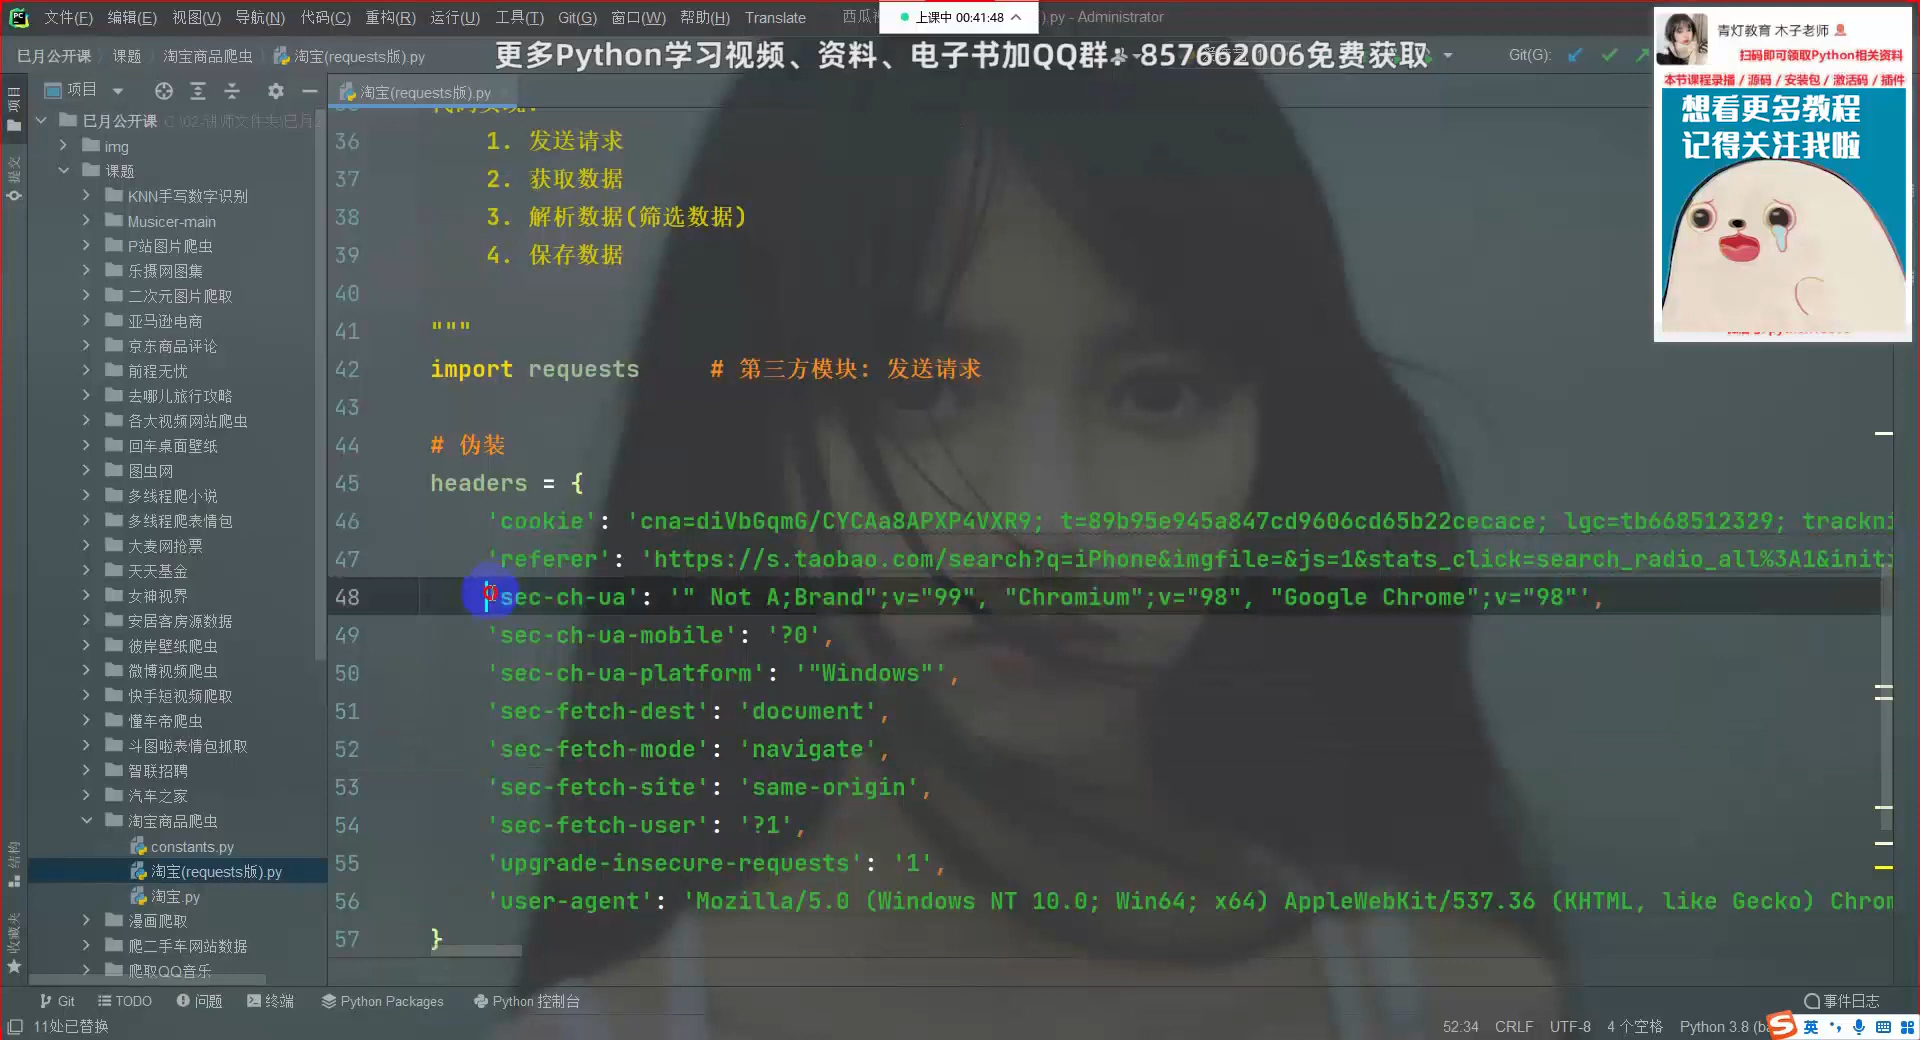 文件(F) 编辑(E) 视图(V) 导航(N) 代码(C) 重构(R) 运行(U) 工具(T) Git(G) 窗口(W) 帮助(H) Translate
上课中 00:41:48
).py - Administrator
巳月公开课 课题 淘宝商品爬虫 淘宝(requests版).py
更多Python学习视频、资料、电子书加QQ群: 857662006免费获取
Git(G):
青灯教育 木子老师
扫码即可领取Python相关资料
本节课程录播 / 源码 / 安装包 / 激活码 / 插件
想看更多教程
记得关注我啦
项目
提交
结构
收藏夹
项目
巳月公开课
img
课题
KNN手写数字识别
Musicer-main
P站图片爬虫
乐摄网图集
二次元图片爬取
亚马逊电商
京东商品评论
前程无忧
去哪儿旅行攻略
各大视频网站爬虫
回车桌面壁纸
图虫网
多线程爬小说
多线程爬表情包
大麦网抢票
天天基金
女神视界
安居客房源数据
彼岸壁纸爬虫
微博视频爬虫
快手短视频爬取
懂车帝爬虫
斗图啦表情包抓取
智联招聘
汽车之家
淘宝商品爬虫
constants.py
淘宝(requests版).py
淘宝.py
漫画爬取
爬二手车网站数据
爬取QQ音乐
淘宝(requests版).py
36 1. 发送请求
37 2. 获取数据
38 3. 解析数据(筛选数据)
39 4. 保存数据
40
41 """
42 import requests # 第三方模块: 发送请求
43
44 # 伪装
45 headers = {
46 'cookie': 'cna=diVbGqmG/CYCAa8APXP4VXR9; t=89b95e945a847cd9606cd65b22cecace; lgc=tb668512329; trackni
47 'referer': 'https://s.taobao.com/search?q=iPhone&imgfile=&js=1&stats_click=search_radio_all%3A1&initi
48 'sec-ch-ua': '" Not A;Brand";v="99", "Chromium";v="98", "Google Chrome";v="98"',
49 'sec-ch-ua-mobile': '?0',
50 'sec-ch-ua-platform': '"Windows"',
51 'sec-fetch-dest': 'document',
52 'sec-fetch-mode': 'navigate',
53 'sec-fetch-site': 'same-origin',
54 'sec-fetch-user': '?1',
55 'upgrade-insecure-requests': '1',
56 'user-agent': 'Mozilla/5.0 (Windows NT 10.0; Win64; x64) AppleWebKit/537.36 (KHTML, like Gecko) Chrom
57 }
Git TODO 问题 终端 Python Packages Python 控制台 事件日志
11处已替换 52:34 CRLF UTF-8 4 个空格 Python 3.8 (ba
英